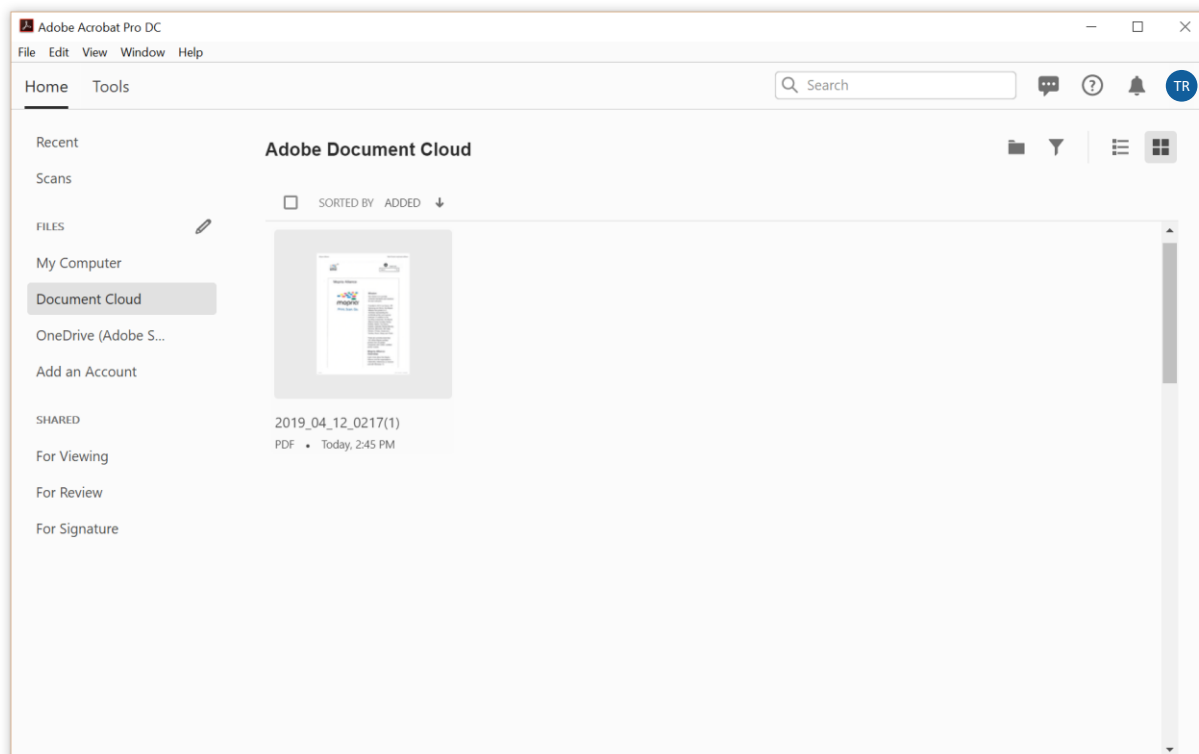 Adobe Acrobat Pro DC
File Edit View Window Help
Home Tools
Search
TR
Recent
Scans
FILES
My Computer
Document Cloud
OneDrive (Adobe S...
Add an Account
SHARED
For Viewing
For Review
For Signature
Adobe Document Cloud
SORTED BY ADDED
mopria
2019_04_12_0217(1)
PDF • Today, 2:45 PM